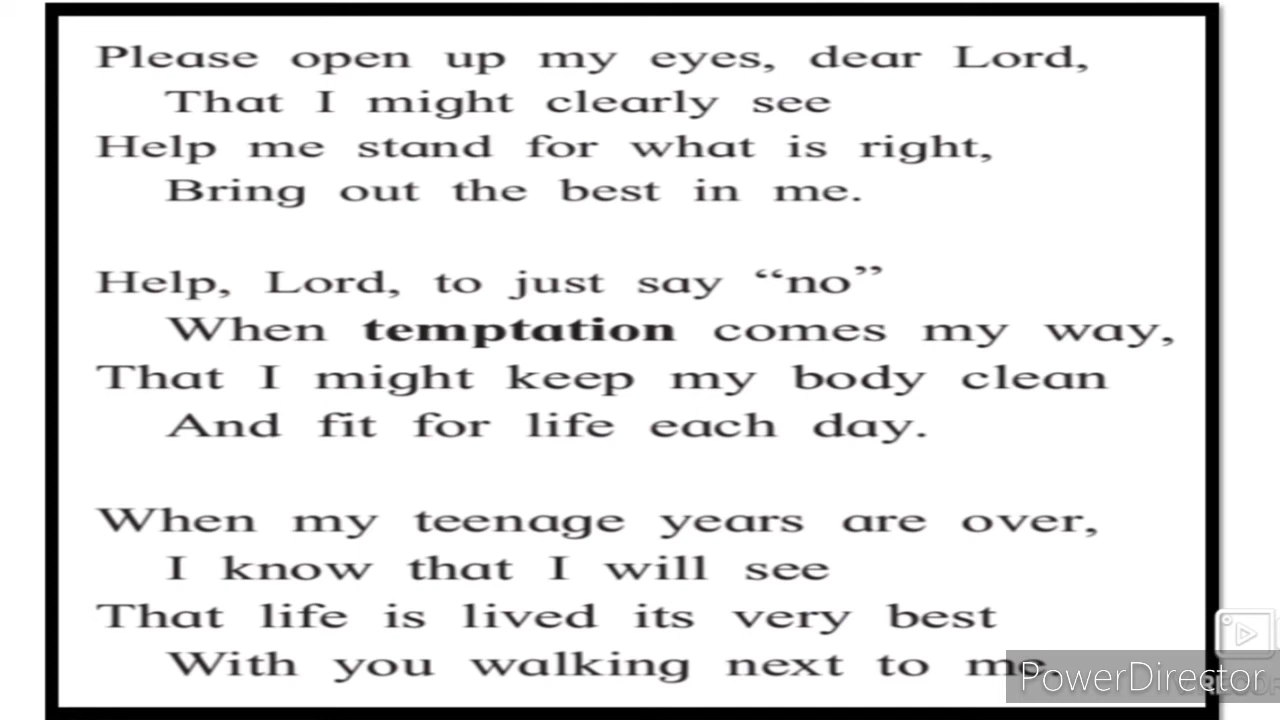 Please open up my eyes, dear Lord,
That I might clearly see
Help me stand for what is right,
Bring out the best in me.
Help, Lord, to just say “no”
When temptation comes my way,
That I might keep my body clean
And fit for life each day.
When my teenage years are over,
I know that I will see
That life is lived its very best
With you walking next to me.
PowerDirector